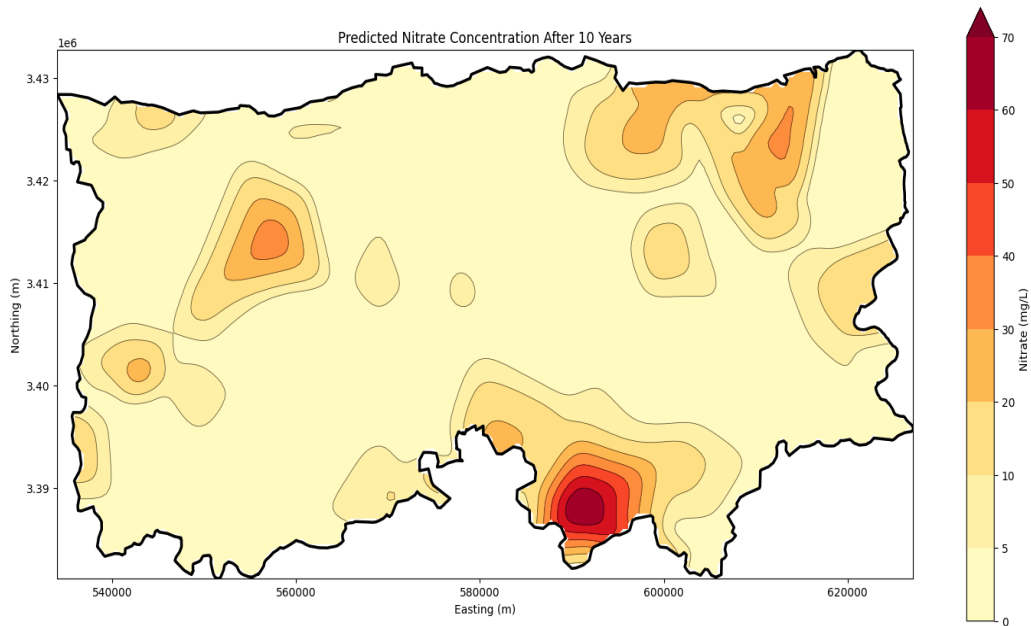 Predicted Nitrate Concentration After 10 Years
1e6
3.43
3.42
3.41
3.40
3.39
Northing (m)
540000 560000 580000 600000 620000
Easting (m)
70
60
50
40
30
20
10
5
0
Nitrate (mg/L)